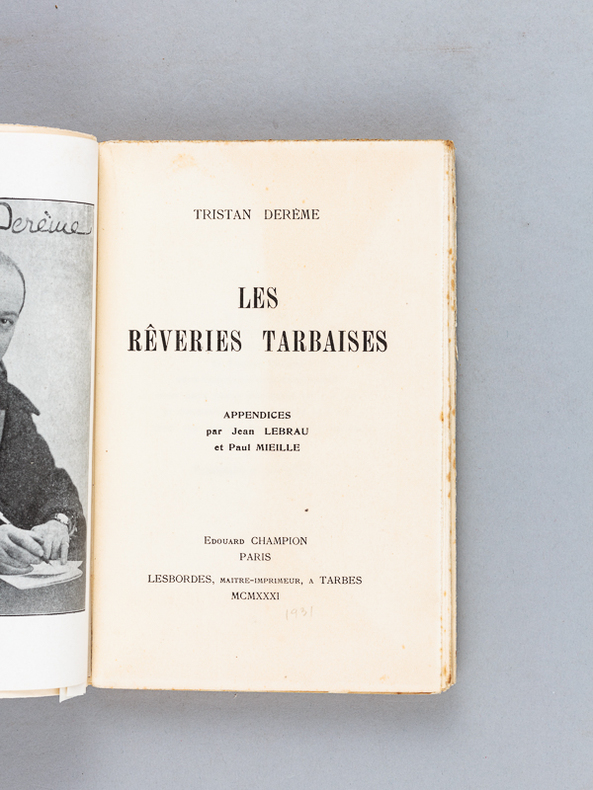 Derème
TRISTAN DERÈME
LES
RÊVERIES TARBAISES
APPENDICES
par Jean LEBRAU
et Paul MIEILLE
EDOUARD CHAMPION
PARIS
LESBORDES, MAITRE-IMPRIMEUR, A TARBES
MCMXXXI
1931